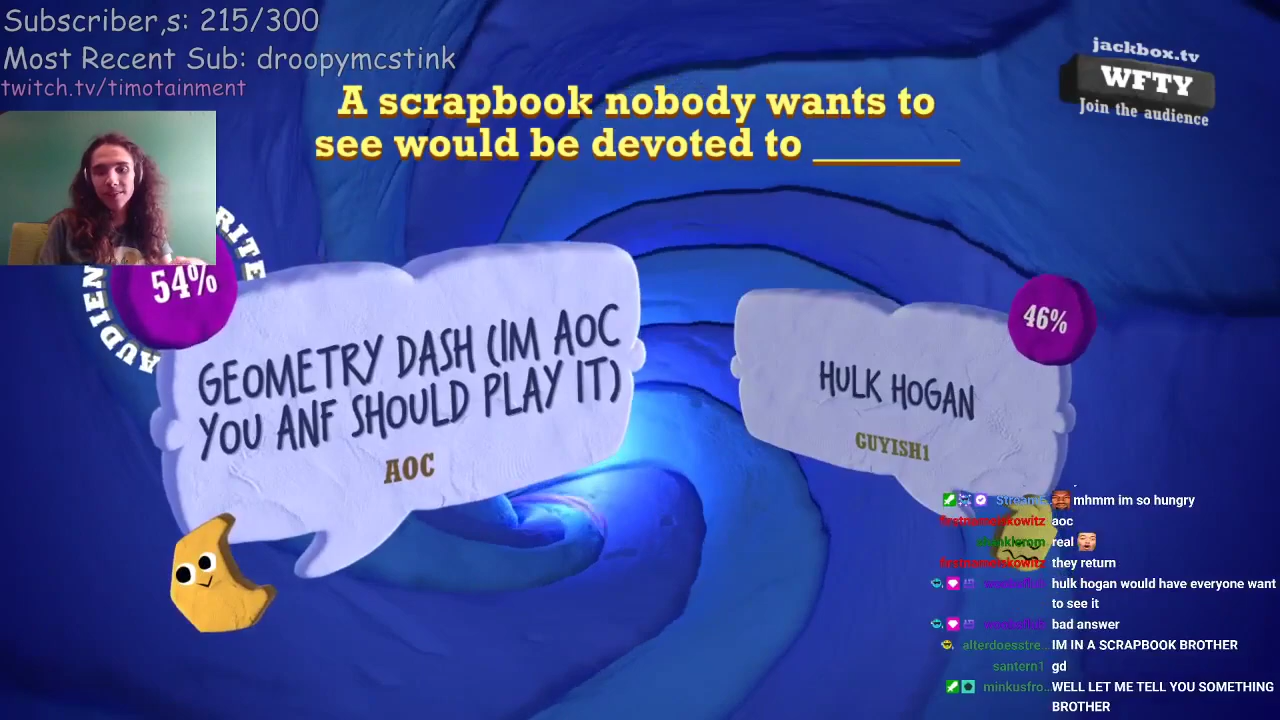 Subscriber,s: 215/300
Most Recent Sub: droopymcstink
twitch.tv/timotainment
jackbox.tv
WFTY
Join the audience
A scrapbook nobody wants to
see would be devoted to ________
54%
GEOMETRY DASH (IM AOC
YOU ANF SHOULD PLAY IT)
AOC
46%
HULK HOGAN
GUYISH1
mhmm im so hungry
aoc
real
they return
hulk hogan would have everyone want
to see it
bad answer
alterdoesstre... IM IN A SCRAPBOOK BROTHER
santern1 gd
minkusfro... WELL LET ME TELL YOU SOMETHING
BROTHER